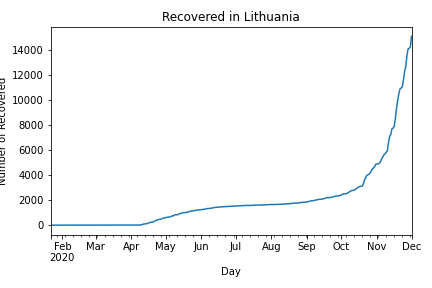 Recovered in Lithuania
Number of Recovered
14000
12000
10000
8000
6000
4000
2000
0
Feb Mar Apr May Jun Jul Aug Sep Oct Nov Dec
2020
Day